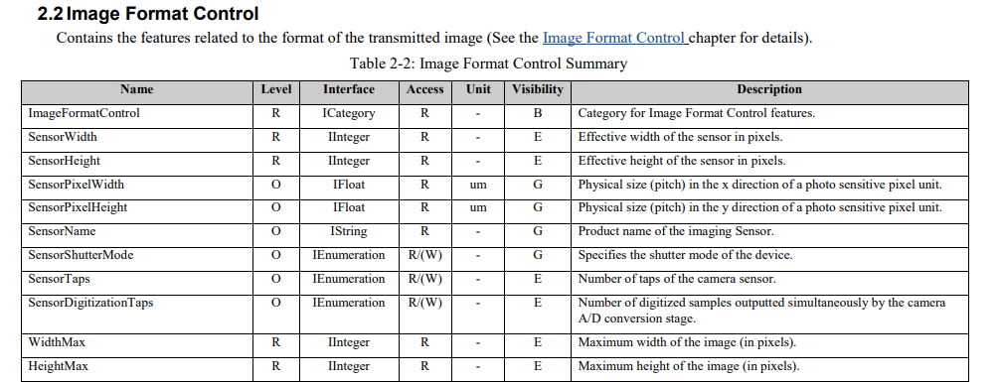 2.2 Image Format Control
Contains the features related to the format of the transmitted image (See the Image Format Control chapter for details).
Table 2-2: Image Format Control Summary
Name Level Interface Access Unit Visibility Description
ImageFormatControl R ICategory R - B Category for Image Format Control features.
SensorWidth R IInteger R - E Effective width of the sensor in pixels.
SensorHeight R IInteger R - E Effective height of the sensor in pixels.
SensorPixelWidth O IFloat R um G Physical size (pitch) in the x direction of a photo sensitive pixel unit.
SensorPixelHeight O IFloat R um G Physical size (pitch) in the y direction of a photo sensitive pixel unit.
SensorName O IString R - G Product name of the imaging Sensor.
SensorShutterMode O IEnumeration R/(W) - G Specifies the shutter mode of the device.
SensorTaps O IEnumeration R/(W) - E Number of taps of the camera sensor.
SensorDigitizationTaps O IEnumeration R/(W) - E Number of digitized samples outputted simultaneously by the camera
A/D conversion stage.
WidthMax R IInteger R - E Maximum width of the image (in pixels).
HeightMax R IInteger R - E Maximum height of the image (in pixels).